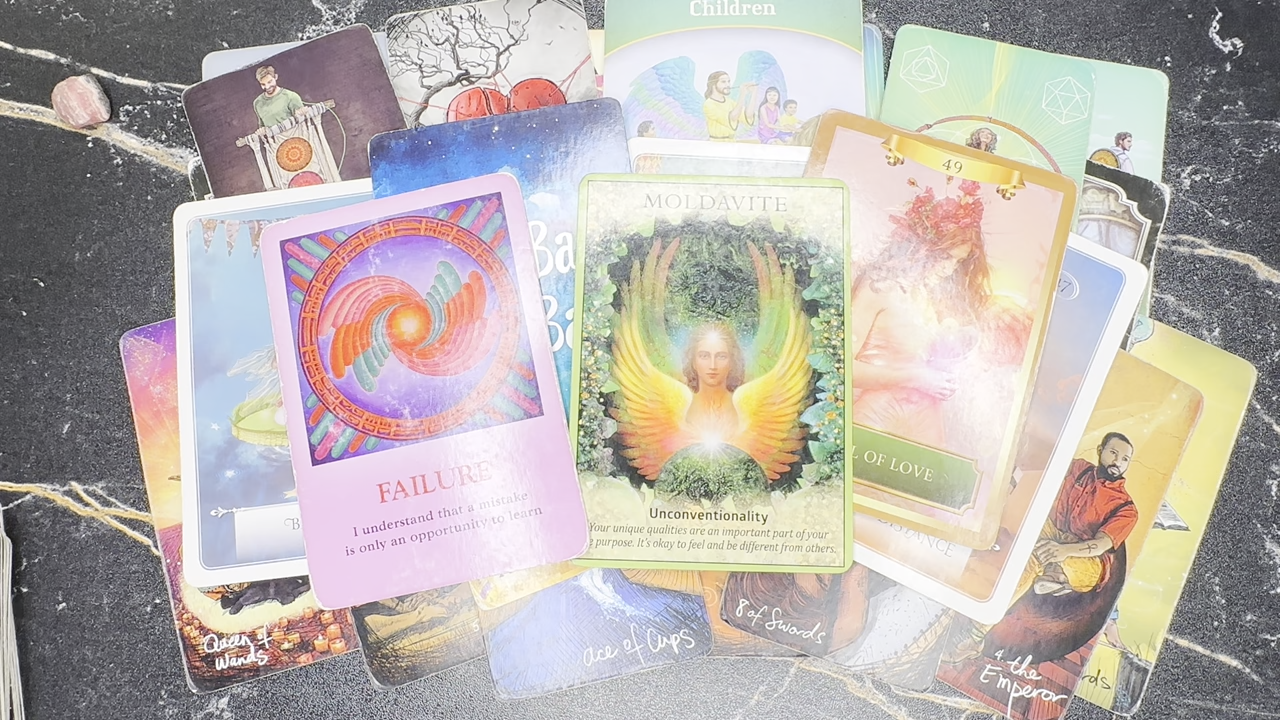 Children
49
MOLDAVITE
FAILURE
I understand that a mistake
is only an opportunity to learn
Unconventionality
Your unique qualities are an important part of your
purpose. It's okay to feel and be different from others.
OF LOVE
Queen of
Wands
ace of Cups
8 of Swords
4 the
Emperor